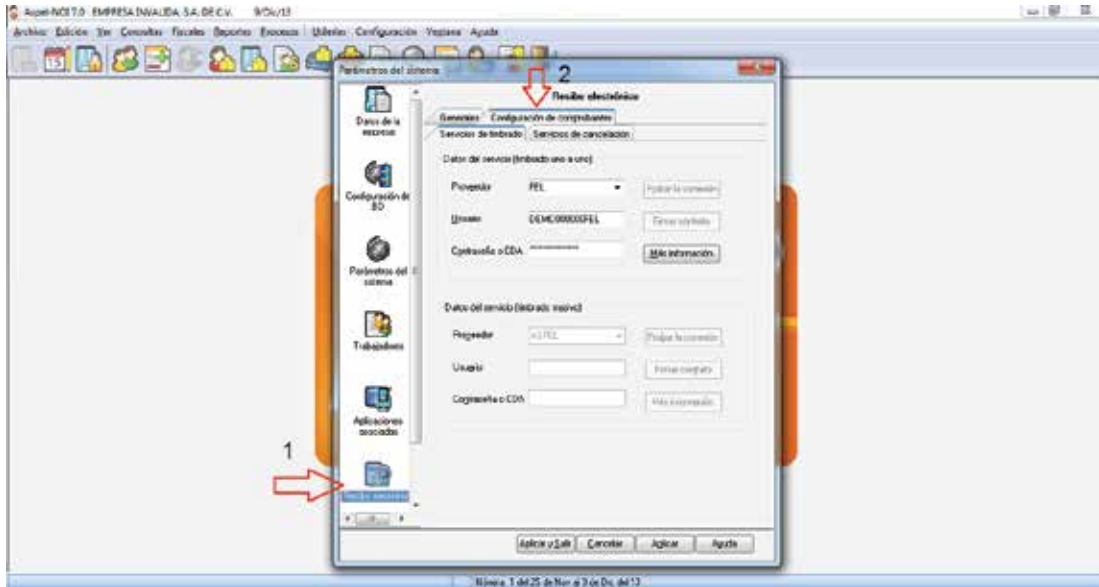 Aspel-NOI 7.0 EMPRESA INVALIDA, S.A. DE C.V. 9/Dic/13
Archivo Edición Ver Consultas Fiscales Reportes Procesos Utilerías Configuración Ventana Ayuda
Parámetros del sistema
2
Recibo electrónico
Datos de la empresa
Generales Configuración de comprobantes
Servicios de timbrado Servicios de cancelación
Datos del servicio (timbrado uno a uno)
Configuración de BD
Proveedor FEL Probar la conexión
Usuario Firmar contrato
Contraseña o CDA ************ Más información.
Parámetros del sistema
Datos del servicio (timbrado masivo)
Trabajadores
Proveedor Probar la conexión
Usuario Firmar contrato
Contraseña o CDA Más información
Aplicaciones asociadas
1
Recibo electrónico
Aplicar y Salir Cancelar Aplicar Ayuda
Nómina 1 del 25 de Nov al 9 de Dic del 13